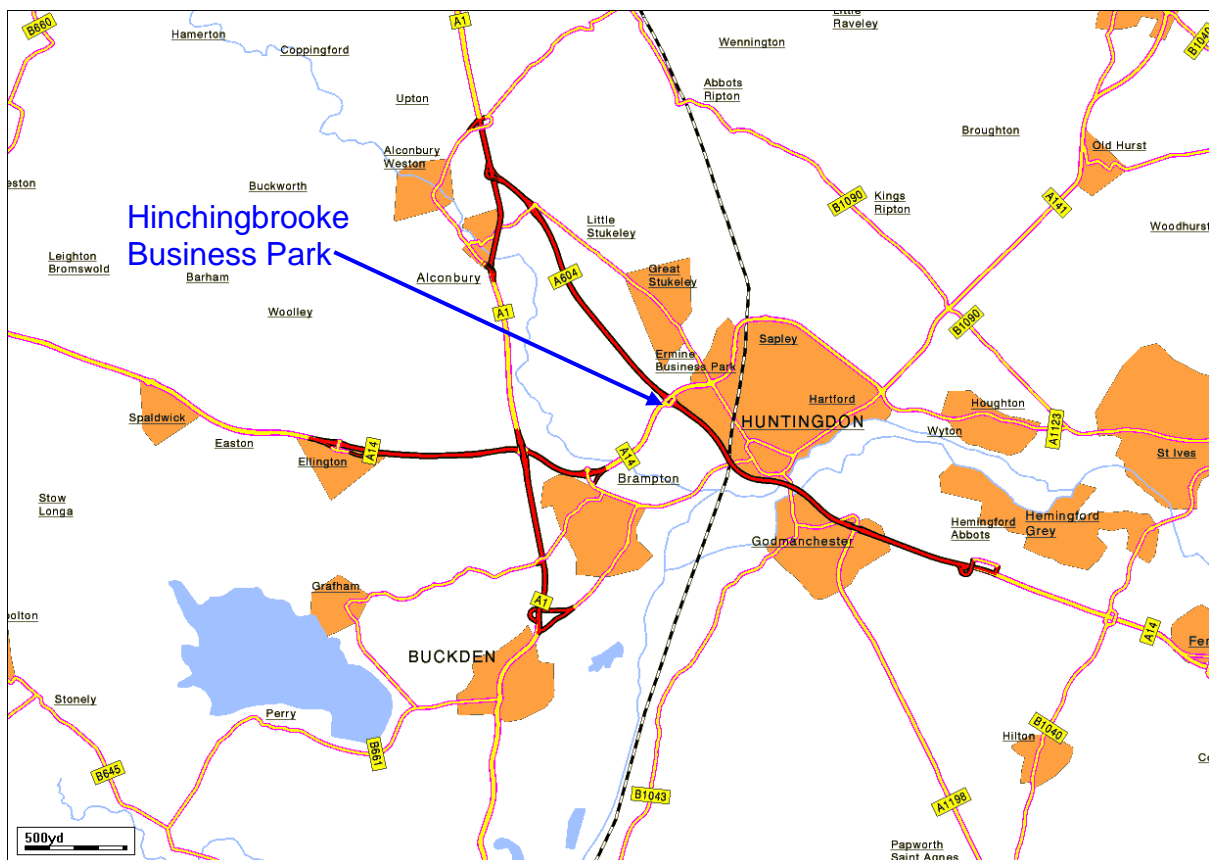 B660
A1
Hamerton
Coppingford
Wennington
Little
Raveley
B1040
Upton
Abbots
Ripton
Broughton
Old Hurst
Alconbury
Weston
Buckworth
Kings
Ripton
B1090
A141
Woodhurst
Hinchingbrooke
Business Park
Little
Stukeley
Leighton
Bromswold
Barham
Alconbury
A604
Great
Stukeley
Woolley
A1
B1090
Sapley
Ermine
Business Park
Spaldwick
Hartford
Houghton
HUNTINGDON
Easton
Ellington
A14
A14
Wyton
A1123
St Ives
Brampton
Stow
Longa
Hemingford
Abbots
Hemingford
Grey
Godmanchester
Grafham
A1
olton
A14
Fen
BUCKDEN
Stonely
Perry
B661
Hilton
B1040
Co
B645
B1043
A1198
500yd
Papworth
Saint Agnes
eston